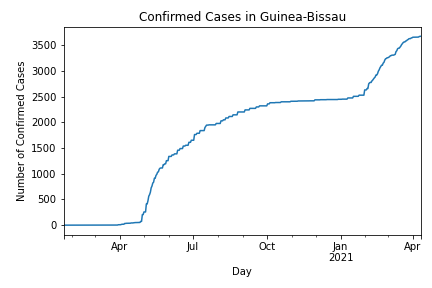 Confirmed Cases in Guinea-Bissau
Number of Confirmed Cases
3500
3000
2500
2000
1500
1000
500
0
Apr
Jul
Oct
Jan
2021
Apr
Day